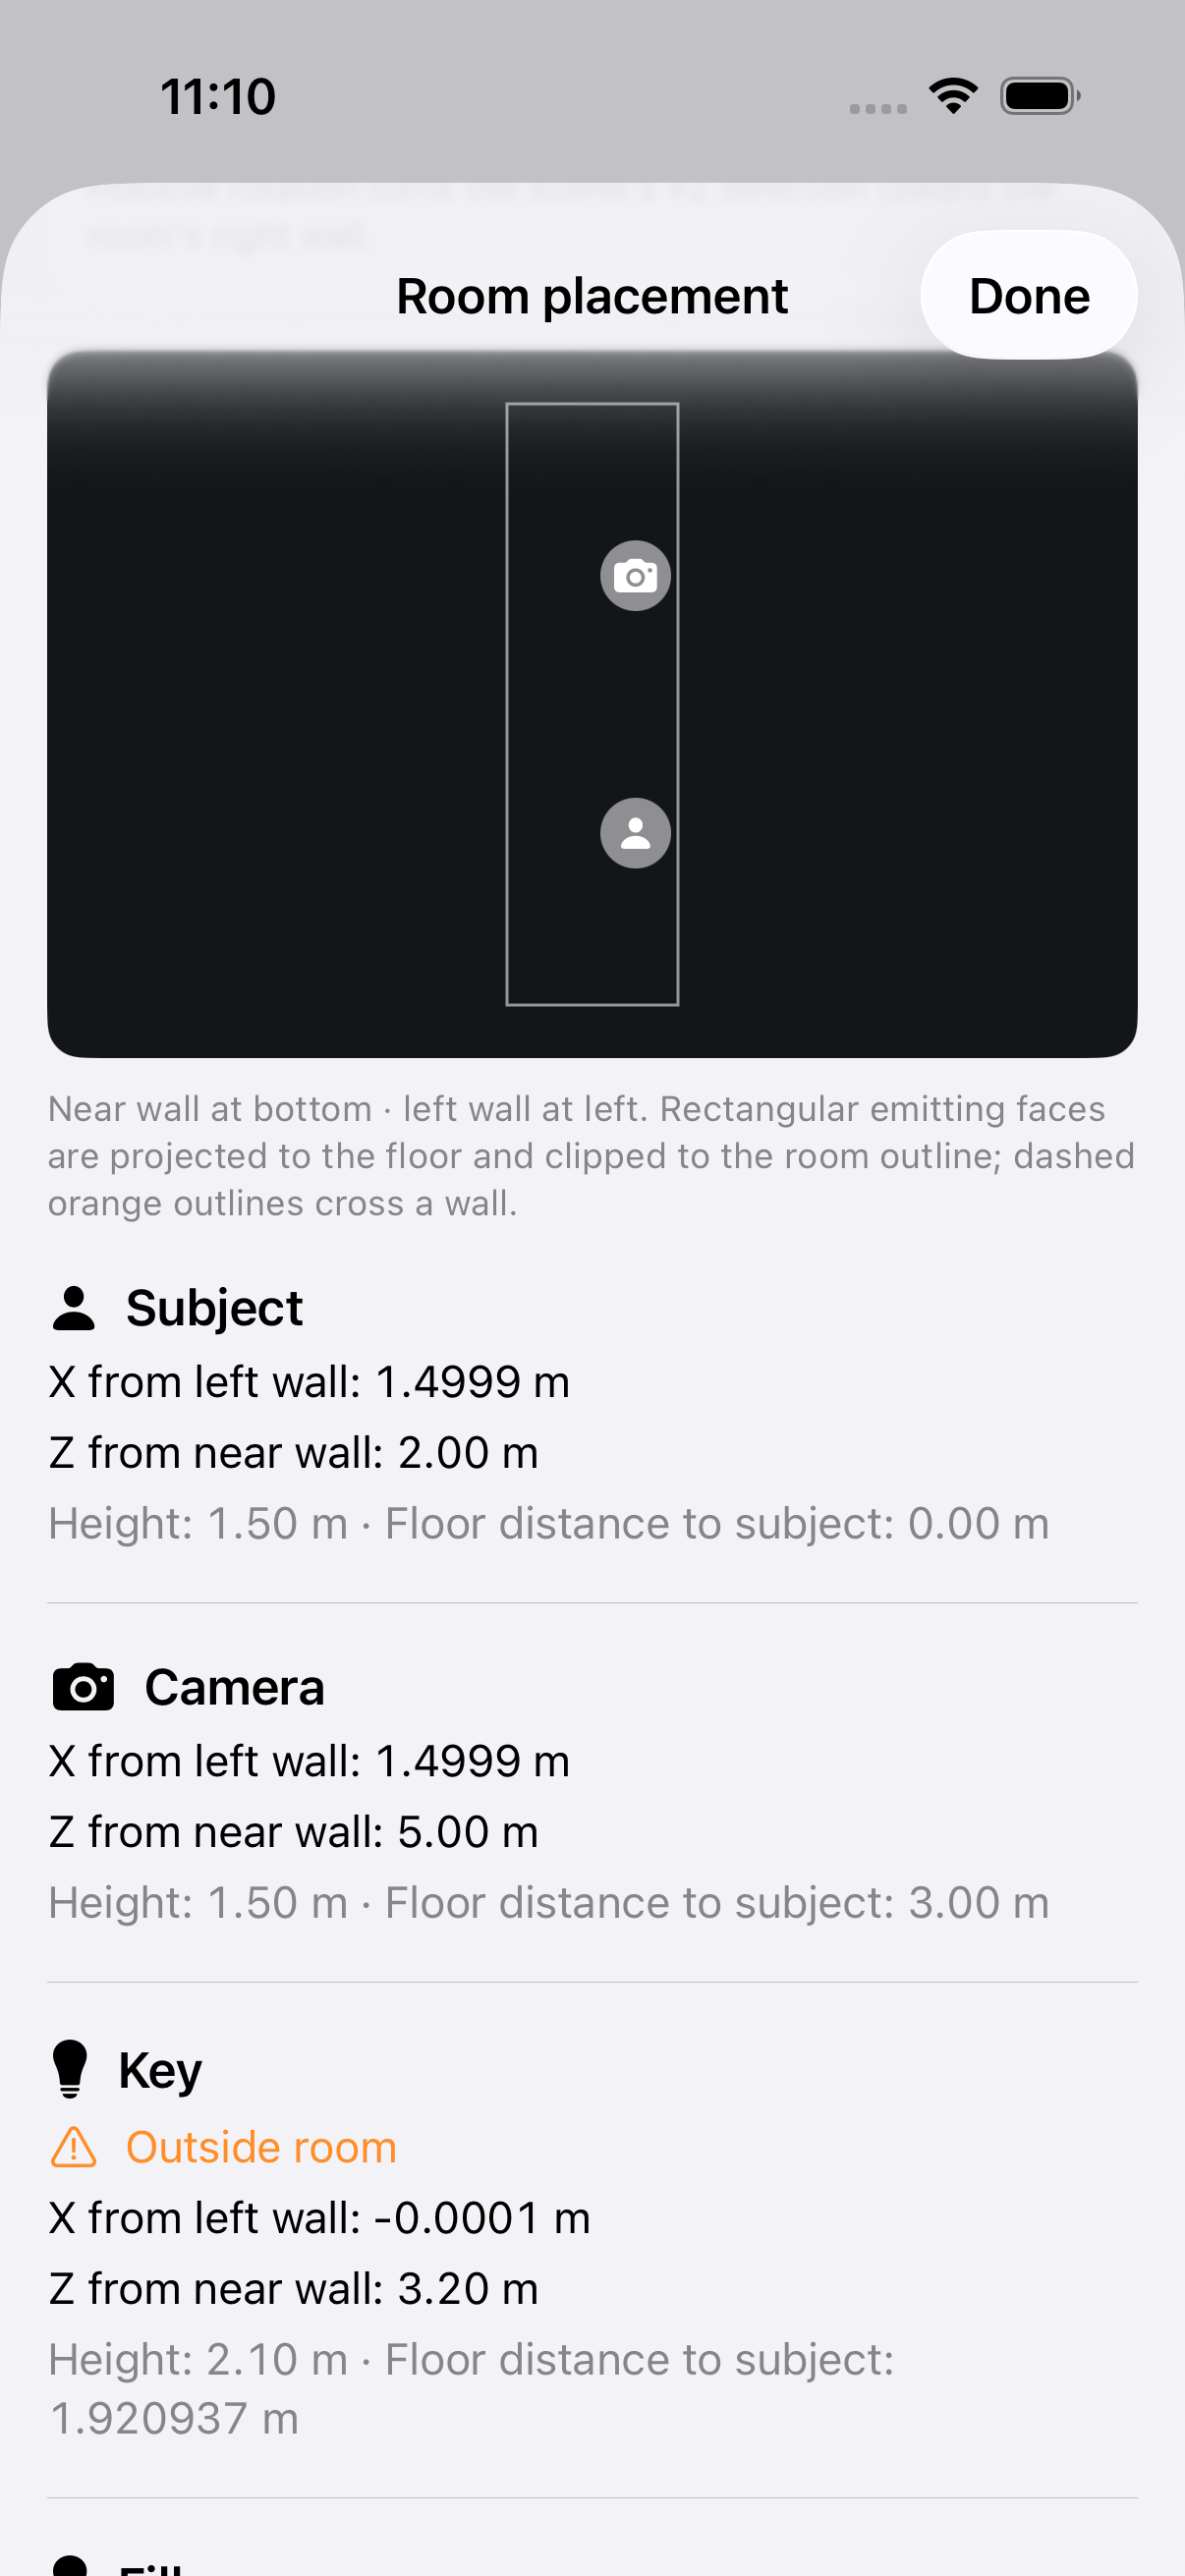 11:10
room's right wall.
Room placement
Done
Near wall at bottom · left wall at left. Rectangular emitting faces
are projected to the floor and clipped to the room outline; dashed
orange outlines cross a wall.
Subject
X from left wall: 1.4999 m
Z from near wall: 2.00 m
Height: 1.50 m · Floor distance to subject: 0.00 m
Camera
X from left wall: 1.4999 m
Z from near wall: 5.00 m
Height: 1.50 m · Floor distance to subject: 3.00 m
Key
Outside room
X from left wall: -0.0001 m
Z from near wall: 3.20 m
Height: 2.10 m · Floor distance to subject:
1.920937 m
Fill